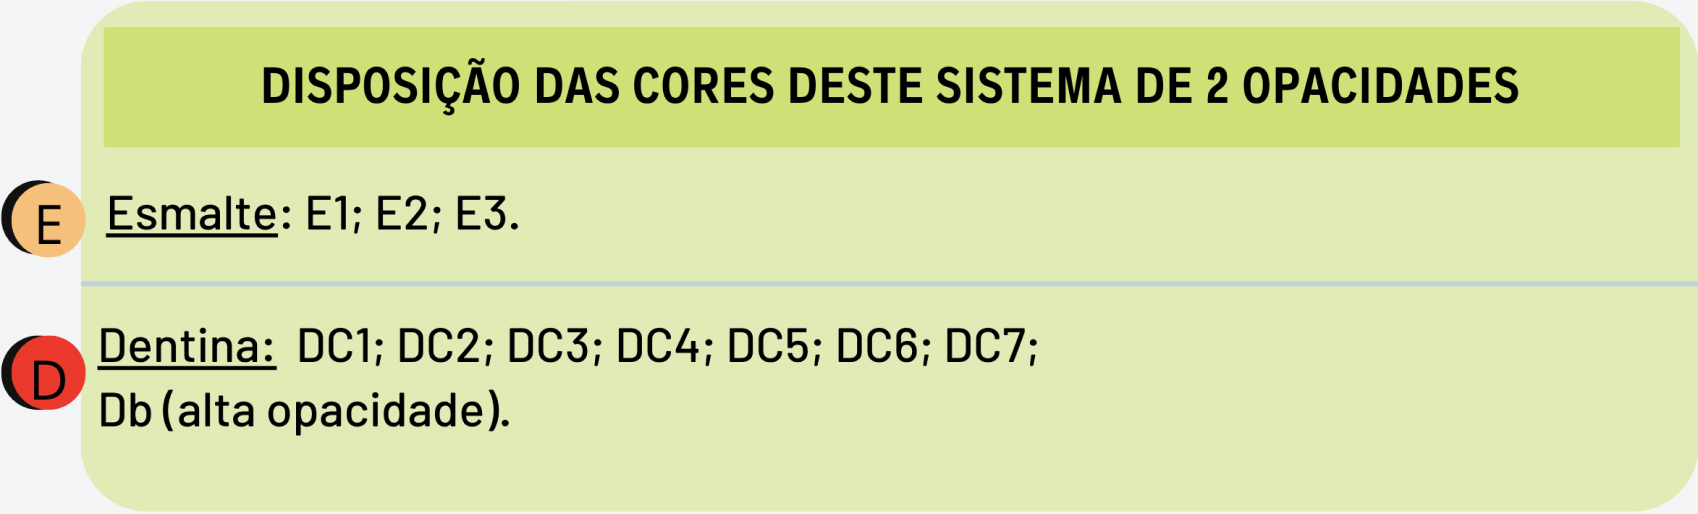 DISPOSIÇÃO DAS CORES DESTE SISTEMA DE 2 OPACIDADES
E
Esmalte: E1; E2; E3.
D
Dentina: DC1; DC2; DC3; DC4; DC5; DC6; DC7;
Db (alta opacidade).